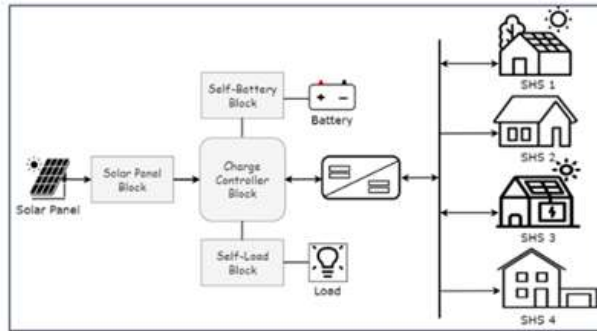 Self-Battery
Block
Battery
Solar Panel
Solar Panel
Block
Charge
Controller
Block
Self-Load
Block
Load
SHS 1
SHS 2
SHS 3
SHS 4